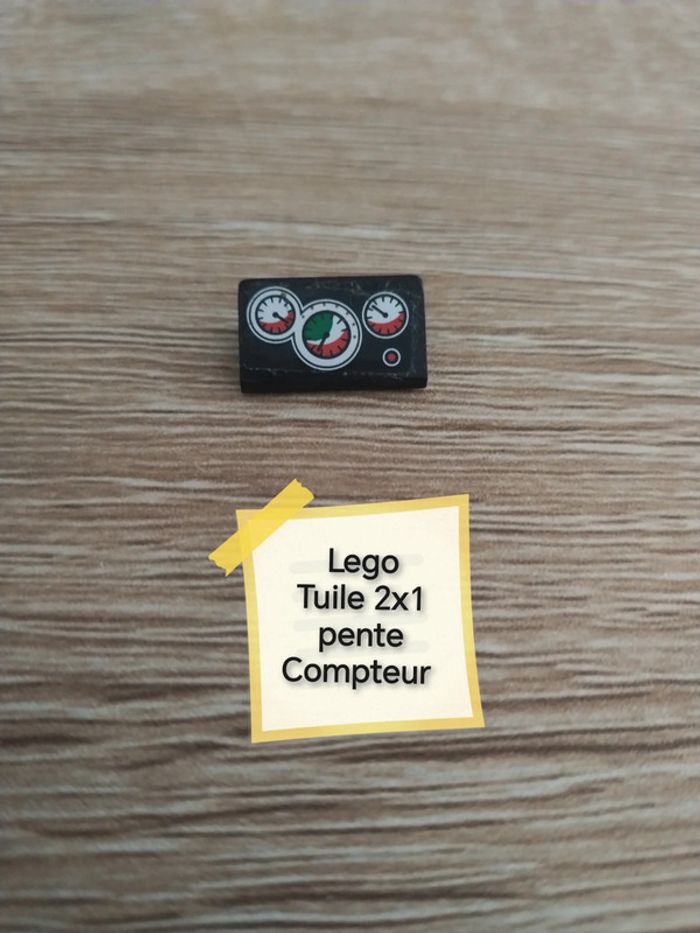 Lego
Tuile 2x1
pente
Compteur